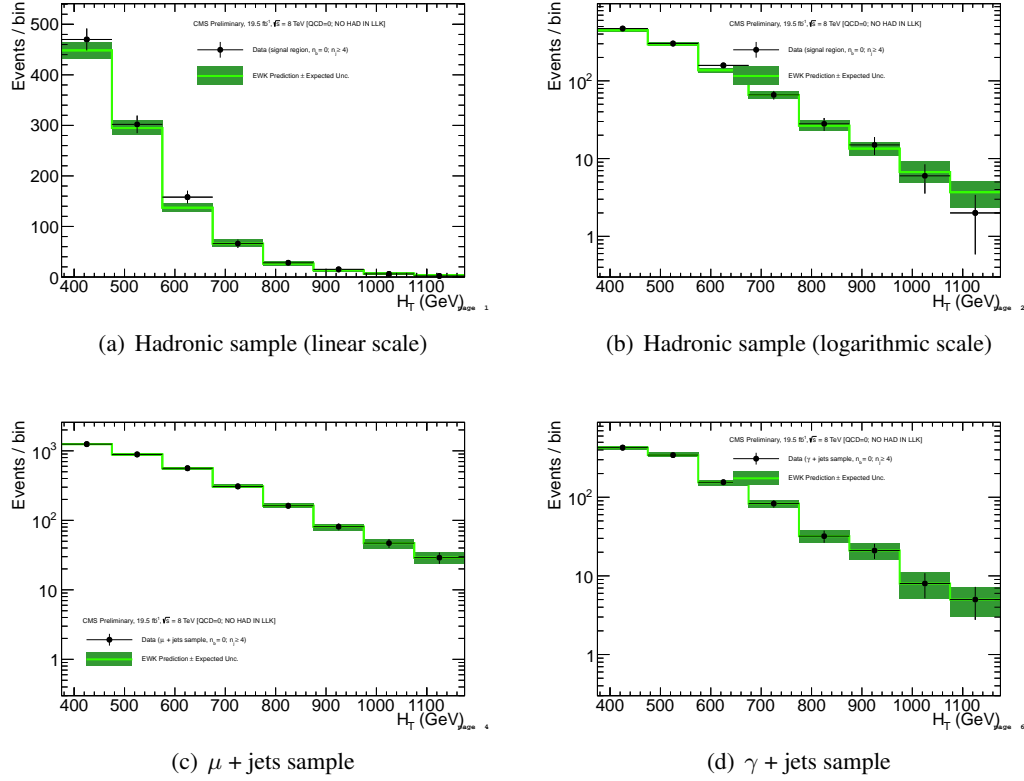 Events / bin
CMS Preliminary, 19.5 fb⁻¹, √s = 8 TeV [QCD=0; NO HAD IN LLK]
Data (signal region, n_b = 0; n_j ≥ 4)
EWK Prediction ± Expected Unc.
500
400
300
200
100
0
400 500 600 700 800 900 1000 1100
H_T (GeV)
page 1
(a) Hadronic sample (linear scale)
Events / bin
CMS Preliminary, 19.5 fb⁻¹, √s = 8 TeV [QCD=0; NO HAD IN LLK]
Data (signal region, n_b = 0; n_j ≥ 4)
EWK Prediction ± Expected Unc.
10²
10
1
400 500 600 700 800 900 1000 1100
H_T (GeV)
page 2
(b) Hadronic sample (logarithmic scale)
Events / bin
10³
10²
10
1
CMS Preliminary, 19.5 fb⁻¹, √s = 8 TeV [QCD=0; NO HAD IN LLK]
Data (μ + jets sample, n_b = 0; n_j ≥ 4)
EWK Prediction ± Expected Unc.
400 500 600 700 800 900 1000 1100
H_T (GeV)
page 4
(c) μ + jets sample
Events / bin
CMS Preliminary, 19.5 fb⁻¹, √s = 8 TeV [QCD=0; NO HAD IN LLK]
Data (γ + jets sample, n_b = 0; n_j ≥ 4)
EWK Prediction ± Expected Unc.
10²
10
1
400 500 600 700 800 900 1000 1100
H_T (GeV)
page 6
(d) γ + jets sample